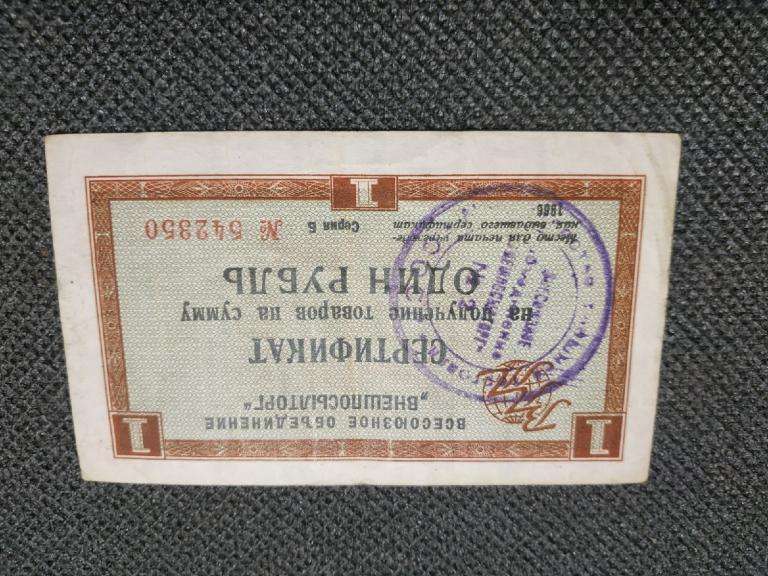 1
ВСЕСОЮЗНОЕ ОБЪЕДИНЕНИЕ
„ВНЕШПОСЫЛТОРГ“
1
СЕРТИФИКАТ
на получение товаров на сумму
ОДИН РУБЛЬ
Место для печати учрежде-
ния, выдавшего сертификат
1966
Серия Б
№ 542350
1